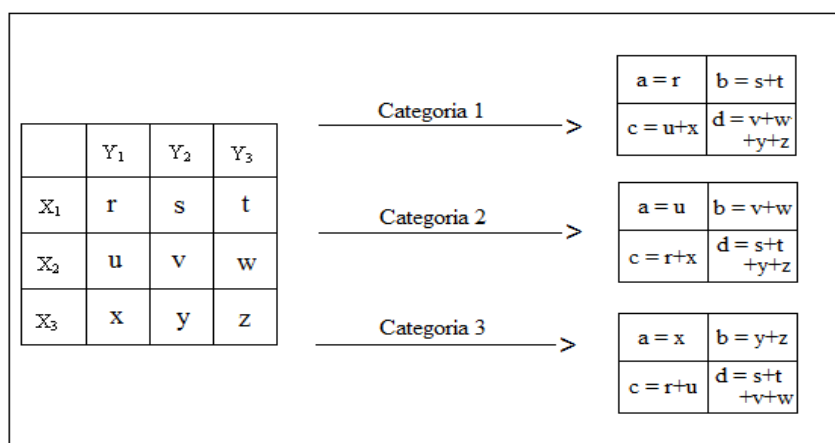 Y₁ Y₂ Y₃
X₁ r s t
X₂ u v w
X₃ x y z
Categoria 1
a = r b = s+t
c = u+x d = v+w
+y+z
Categoria 2
a = u b = v+w
c = r+x d = s+t
+y+z
Categoria 3
a = x b = y+z
c = r+u d = s+t
+v+w